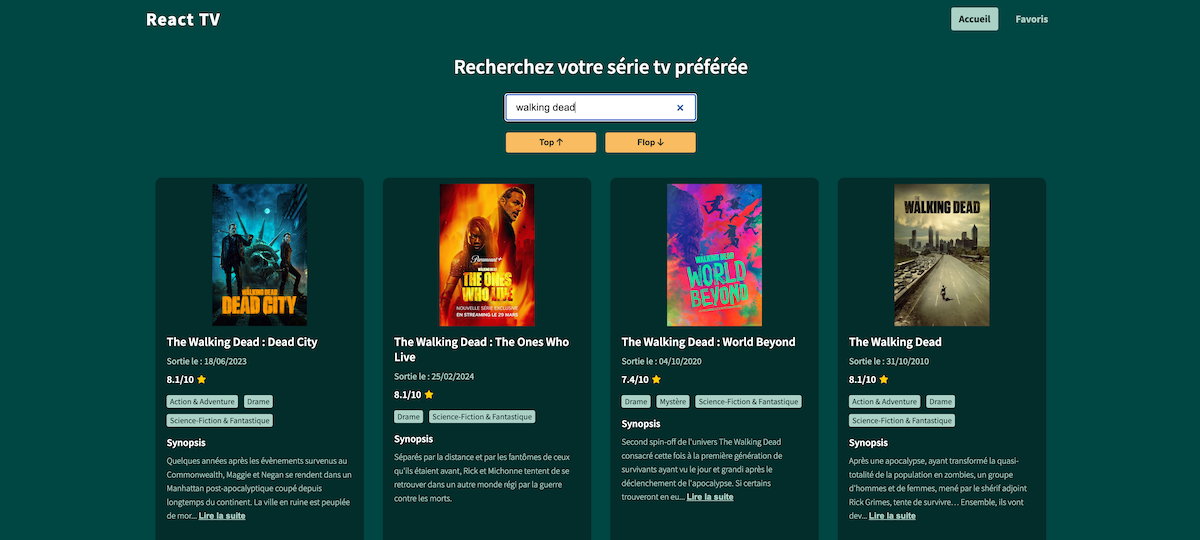 React TV
Accueil
Favoris
Recherchez votre série tv préférée
walking dead
Top ↑
Flop ↓
THE WALKING DEAD
DEAD CITY
The Walking Dead : Dead City
Sortie le : 18/06/2023
8.1/10
Action & Adventure
Drame
Science-Fiction & Fantastique
Synopsis
Quelques années après les évènements survenus au
Commonwealth, Maggie et Negan se rendent dans un
Manhattan post-apocalyptique coupé depuis
longtemps du continent. La ville en ruine est peuplée
de mor... Lire la suite
Paramount+
THE WALKING DEAD
THE ONES
WHO LIVE
NOUVELLE SÉRIE EXCLUSIVE
EN STREAMING LE 29 MARS
The Walking Dead : The Ones Who
Live
Sortie le : 25/02/2024
8.1/10
Drame
Science-Fiction & Fantastique
Synopsis
Séparés par la distance et par les fantômes de ceux
qu'ils étaient avant, Rick et Michonne tentent de se
retrouver dans un autre monde régi par la guerre
contre les morts.
THE WALKING DEAD
WORLD
BEYOND
The Walking Dead : World Beyond
Sortie le : 04/10/2020
7.4/10
Drame
Mystère
Science-Fiction & Fantastique
Synopsis
Second spin-off de l'univers The Walking Dead
consacré cette fois à la première génération de
survivants ayant vu le jour et grandi après le
déclenchement de l'apocalypse. Si certains
trouveront en eu... Lire la suite
THE
WALKING DEAD
The Walking Dead
Sortie le : 31/10/2010
8.1/10
Action & Adventure
Drame
Science-Fiction & Fantastique
Synopsis
Après une apocalypse, ayant transformé la quasi-
totalité de la population en zombies, un groupe
d'hommes et de femmes, mené par le shérif adjoint
Rick Grimes, tente de survivre… Ensemble, ils vont
dev... Lire la suite